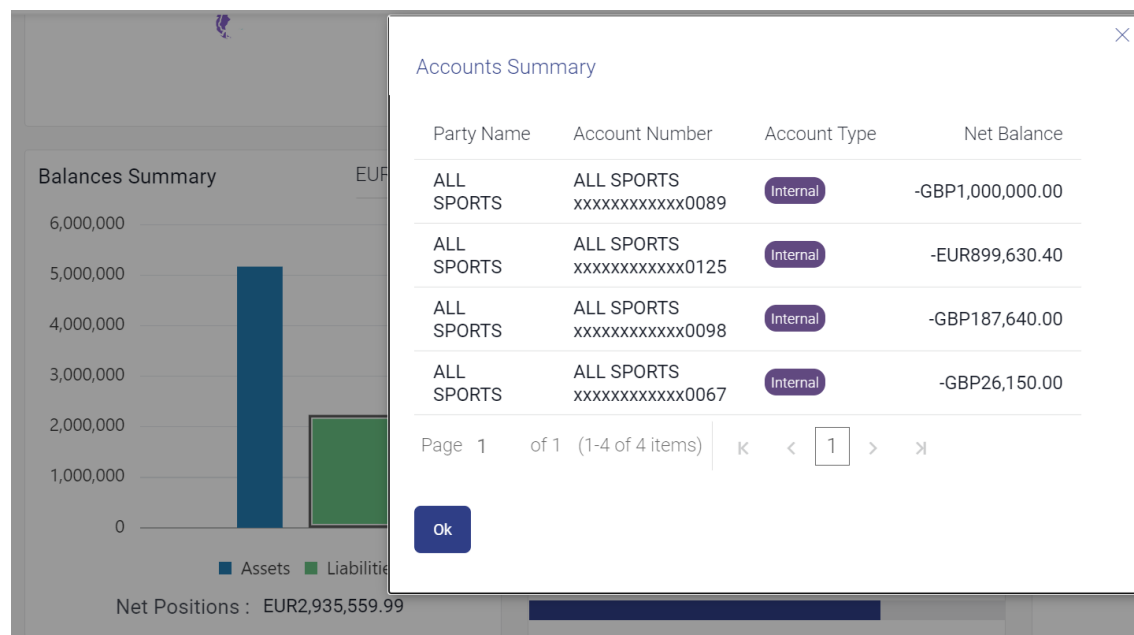 Accounts Summary
Party Name Account Number Account Type Net Balance
ALL SPORTS ALL SPORTS xxxxxxxxxxxx0089 Internal -GBP1,000,000.00
ALL SPORTS ALL SPORTS xxxxxxxxxxxx0125 Internal -EUR899,630.40
ALL SPORTS ALL SPORTS xxxxxxxxxxxx0098 Internal -GBP187,640.00
ALL SPORTS ALL SPORTS xxxxxxxxxxxx0067 Internal -GBP26,150.00
Page 1 of 1 (1-4 of 4 items) 1
Ok
Balances Summary EUR
6,000,000
5,000,000
4,000,000
3,000,000
2,000,000
1,000,000
0
Assets
Net Positions : EUR2,935,559.99